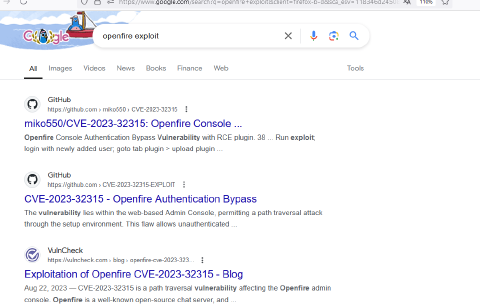 https://www.google.com/search?q=openfire+exploit&client=firefox-b-d&sca_esv=
110%
Google
openfire exploit
All Images Videos News Books Finance Web Tools
GitHub
https://github.com › miko550 › CVE-2023-32315
miko550/CVE-2023-32315: Openfire Console ...
Openfire Console Authentication Bypass Vulnerability with RCE plugin. 38 ... Run exploit;
login with newly added user; goto tab plugin > upload plugin ...
GitHub
https://github.com › CVE-2023-32315-EXPLOIT
CVE-2023-32315 - Openfire Authentication Bypass
The vulnerability lies within the web-based Admin Console, permitting a path traversal attack
through the setup environment. This flaw allows unauthenticated ...
VulnCheck
https://vulncheck.com › blog › openfire-cve-2023-323...
Exploitation of Openfire CVE-2023-32315 - Blog
Aug 22, 2023 — CVE-2023-32315 is a path traversal vulnerability affecting the Openfire admin
console. Openfire is a well-known open-source chat server, and ...